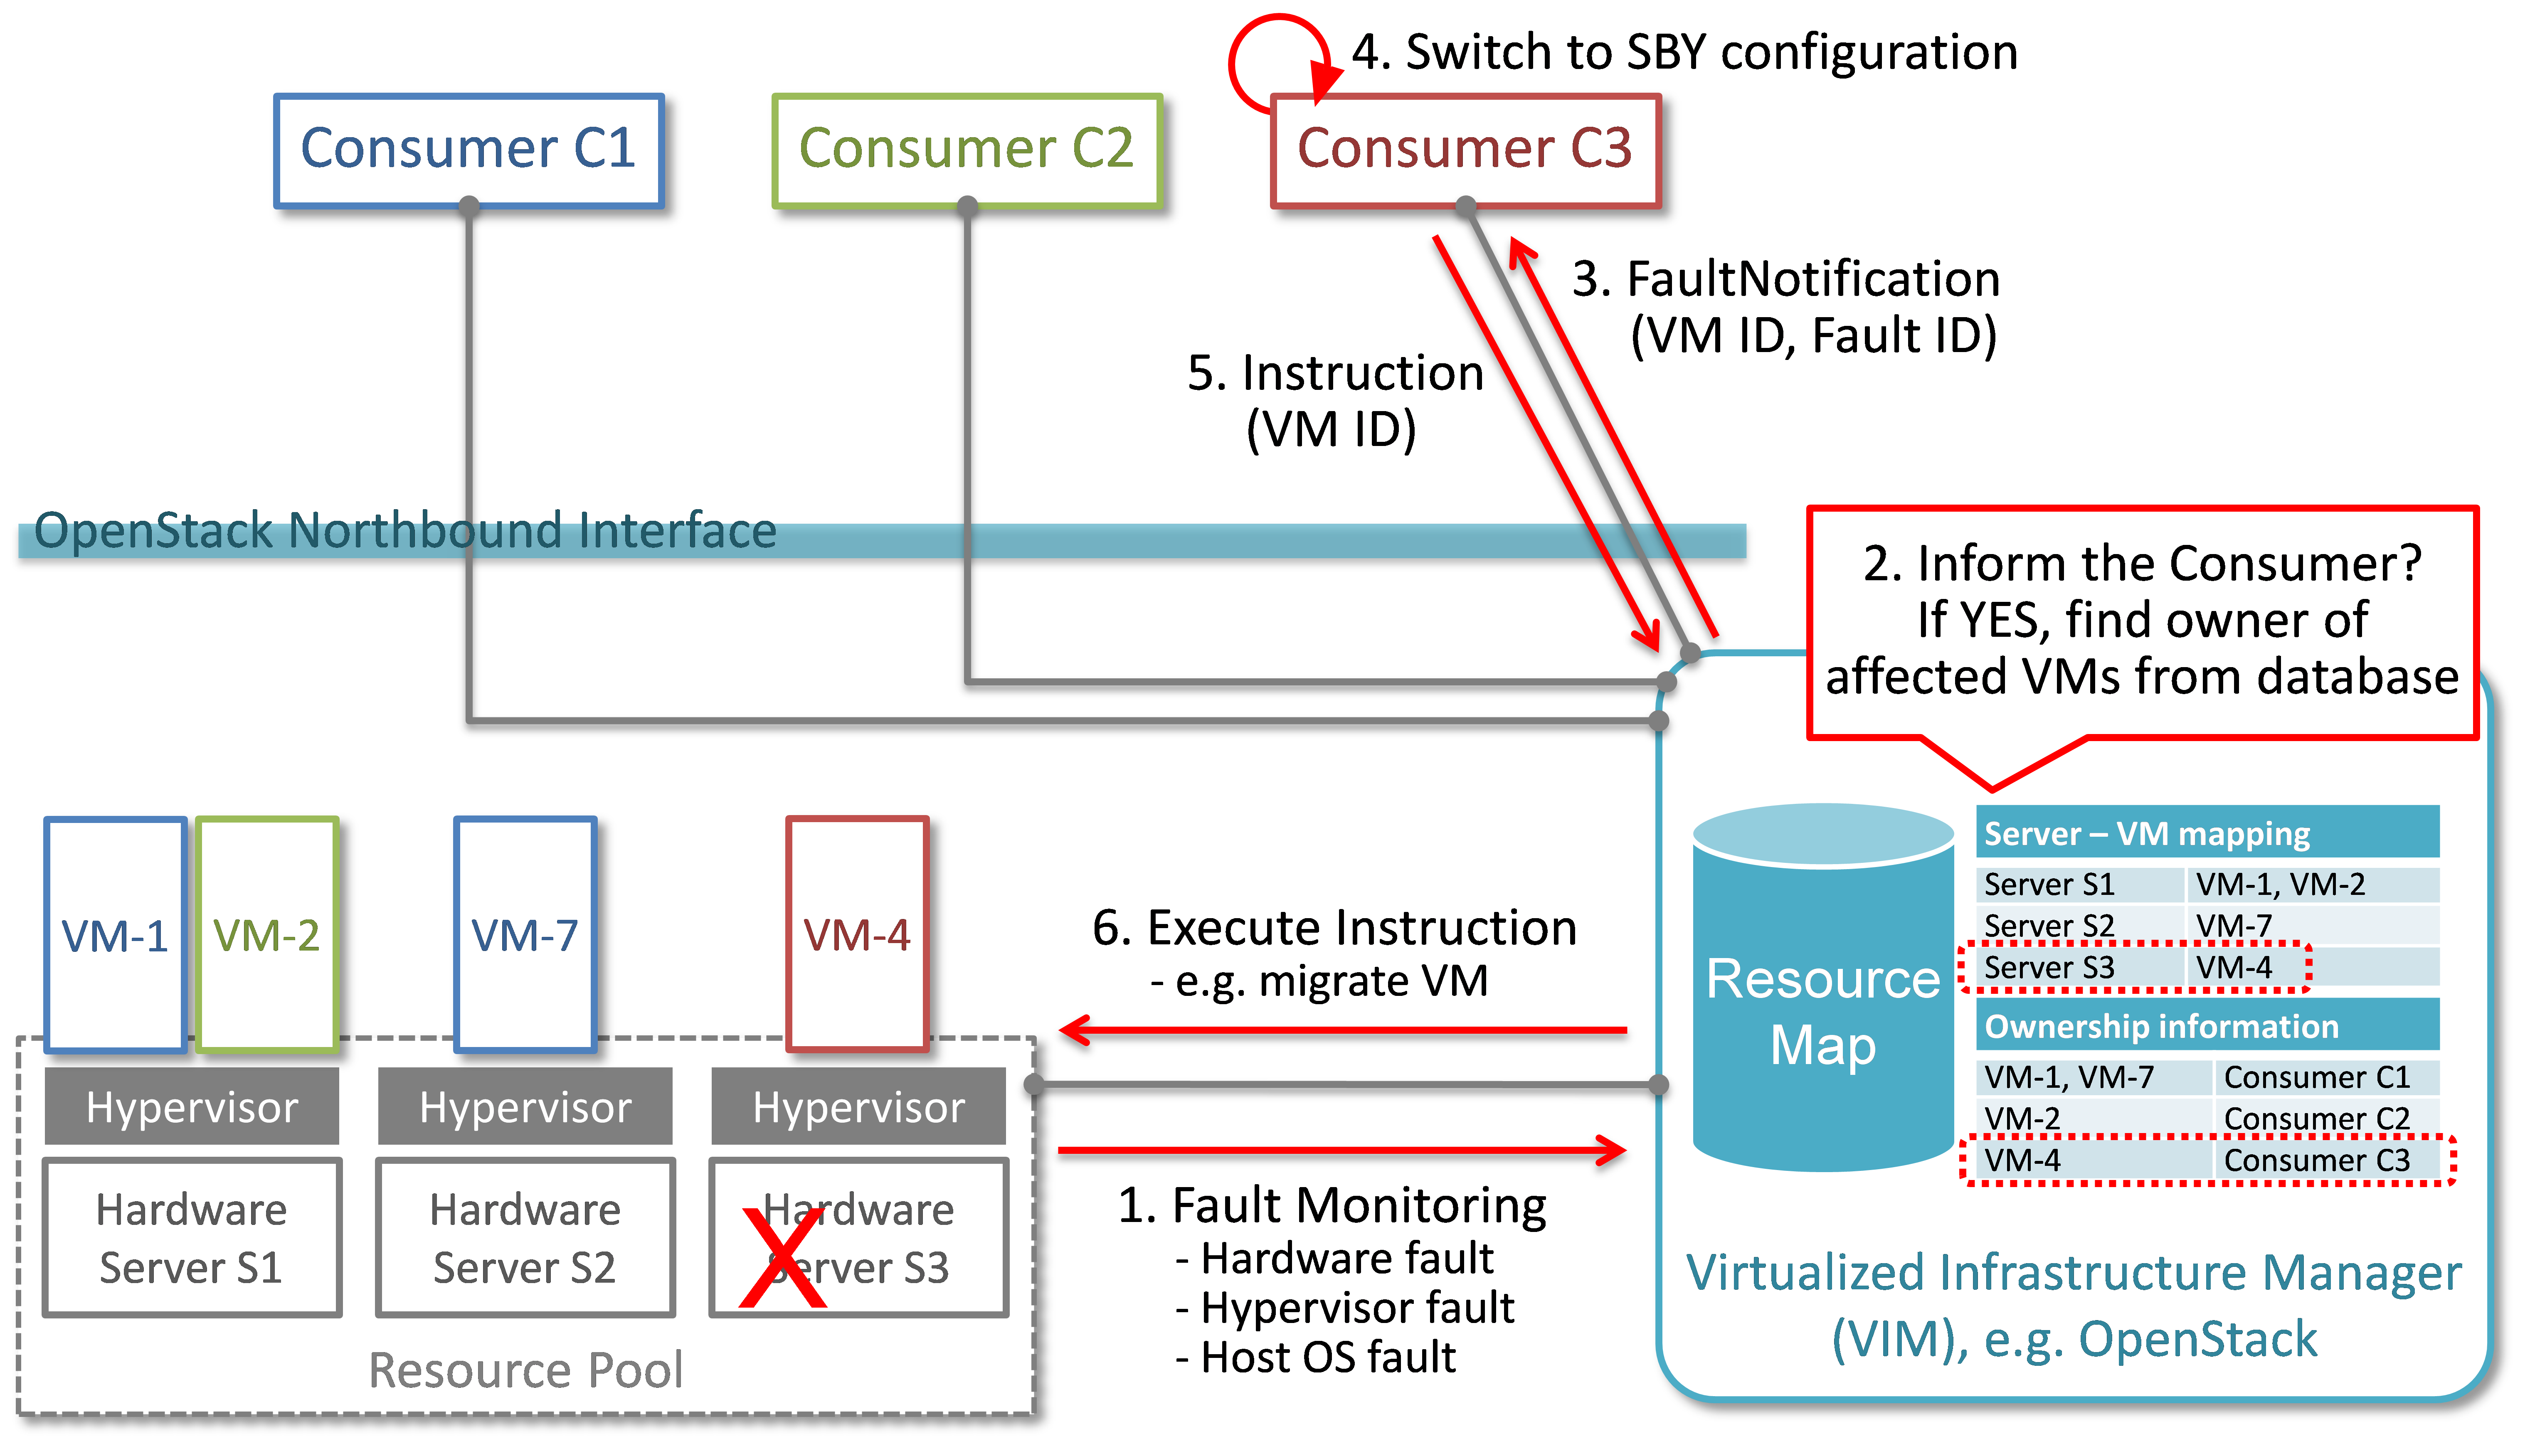 4. Switch to SBY configuration
Consumer C1
Consumer C2
Consumer C3
3. FaultNotification
(VM ID, Fault ID)
5. Instruction
(VM ID)
OpenStack Northbound Interface
2. Inform the Consumer?
If YES, find owner of
affected VMs from database
VM-1
VM-2
VM-7
VM-4
Hypervisor
Hypervisor
Hypervisor
Hardware
Server S1
Hardware
Server S2
Hardware
Server S3
X
Resource Pool
6. Execute Instruction
- e.g. migrate VM
1. Fault Monitoring
- Hardware fault
- Hypervisor fault
- Host OS fault
Resource
Map
Server – VM mapping
Server S1 VM-1, VM-2
Server S2 VM-7
Server S3 VM-4
Ownership information
VM-1, VM-7 Consumer C1
VM-2 Consumer C2
VM-4 Consumer C3
Virtualized Infrastructure Manager
(VIM), e.g. OpenStack